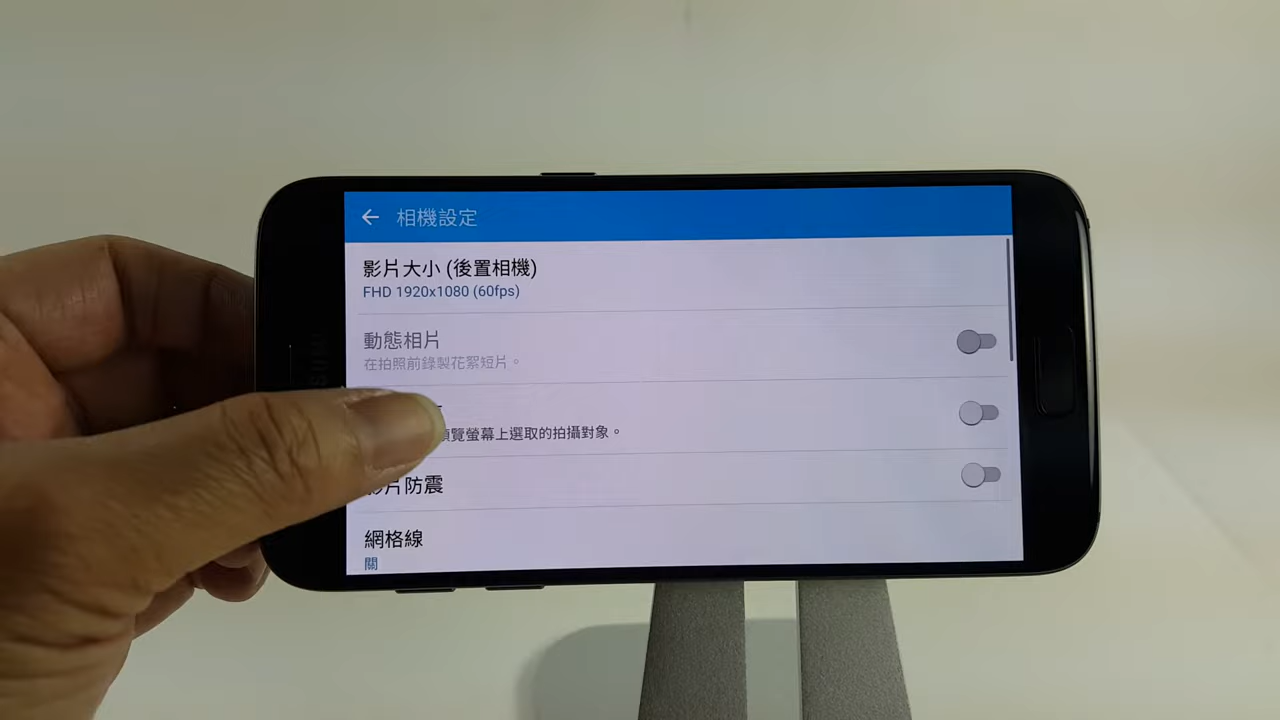 相機設定
影片大小 (後置相機)
FHD 1920x1080 (60fps)
動態相片
在拍照前錄製花絮短片。
覽螢幕上選取的拍攝對象。
影片防震
網格線
關